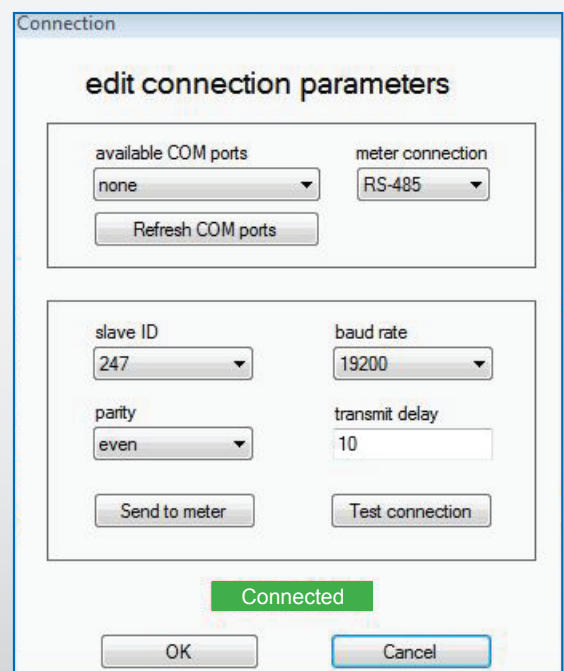 Connection
edit connection parameters
available COM ports meter connection
none RS-485
Refresh COM ports
slave ID baud rate
247 19200
parity transmit delay
even 10
Send to meter Test connection
Connected
OK Cancel